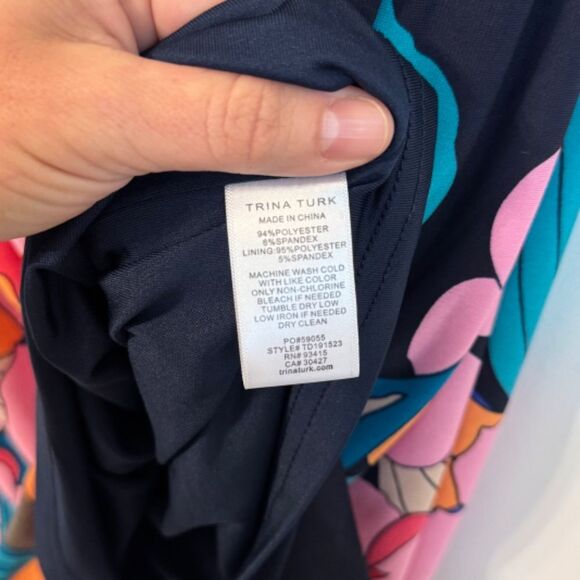 TRINA TURK
MADE IN CHINA
94%POLYESTER
6%SPANDEX
LINING: 95%POLYESTER
5%SPANDEX
MACHINE WASH COLD
WITH LIKE COLOR
ONLY NON-CHLORINE
BLEACH IF NEEDED
TUMBLE DRY LOW
LOW IRON IF NEEDED
DRY CLEAN
PO#59055
STYLE# TD191523
RN# 93415
CA# 30427
trinaturk.com